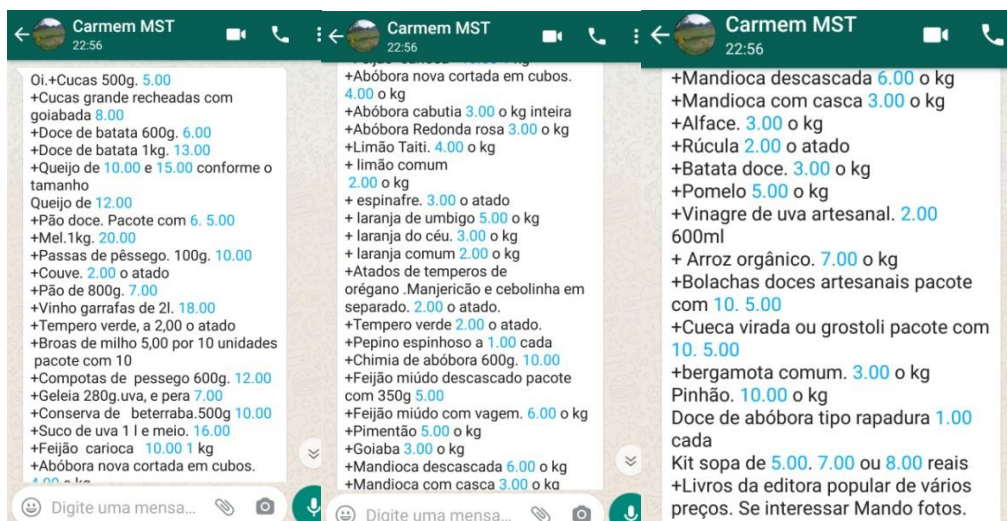 Carmem MST
22:56
Oi.+Cucas 500g. 5.00
+Cucas grande recheadas com
goiabada 8.00
+Doce de batata 600g. 6.00
+Doce de batata 1kg. 13.00
+Queijo de 10.00 e 15.00 conforme o
tamanho
Queijo de 12.00
+Pão doce. Pacote com 6. 5.00
+Mel.1kg. 20.00
+Passas de pêssego. 100g. 10.00
+Couve. 2.00 o atado
+Pão de 800g. 7.00
+Vinho garrafas de 2l. 18.00
+Tempero verde, a 2,00 o atado
+Broas de milho 5,00 por 10 unidades
pacote com 10
+Compotas de pessego 600g. 12.00
+Geleia 280g.uva, e pera 7.00
+Conserva de beterraba.500g 10.00
+Suco de uva 1 l e meio. 16.00
+Feijão carioca 10.00 1 kg
+Abóbora nova cortada em cubos.
4.00 o kg
Digite uma mensa...
Carmem MST
22:56
+Feijão carioca 10.00 1 kg
+Abóbora nova cortada em cubos.
4.00 o kg
+Abóbora cabutia 3.00 o kg inteira
+Abóbora Redonda rosa 3.00 o kg
+Limão Taiti. 4.00 o kg
+ limão comum
2.00 o kg
+ espinafre. 3.00 o atado
+ laranja de umbigo 5.00 o kg
+ laranja do céu. 3.00 o kg
+ laranja comum 2.00 o kg
+Atados de temperos de
orégano .Manjericão e cebolinha em
separado. 2.00 o atado.
+Tempero verde 2.00 o atado.
+Pepino espinhoso a 1.00 cada
+Chimia de abóbora 600g. 10.00
+Feijão miúdo descascado pacote
com 350g 5.00
+Feijão miúdo com vagem. 6.00 o kg
+Pimentão 5.00 o kg
+Goiaba 3.00 o kg
+Mandioca descascada 6.00 o kg
+Mandioca com casca 3.00 o kg
Digite uma mensa...
Carmem MST
22:56
+Mandioca descascada 6.00 o kg
+Mandioca com casca 3.00 o kg
+Alface. 3.00 o kg
+Rúcula 2.00 o atado
+Batata doce. 3.00 o kg
+Pomelo 5.00 o kg
+Vinagre de uva artesanal. 2.00
600ml
+ Arroz orgânico. 7.00 o kg
+Bolachas doces artesanais pacote
com 10. 5.00
+Cueca virada ou grostoli pacote com
10. 5.00
+bergamota comum. 3.00 o kg
Pinhão. 10.00 o kg
Doce de abóbora tipo rapadura 1.00
cada
Kit sopa de 5.00. 7.00 ou 8.00 reais
+Livros da editora popular de vários
preços. Se interessar Mando fotos.